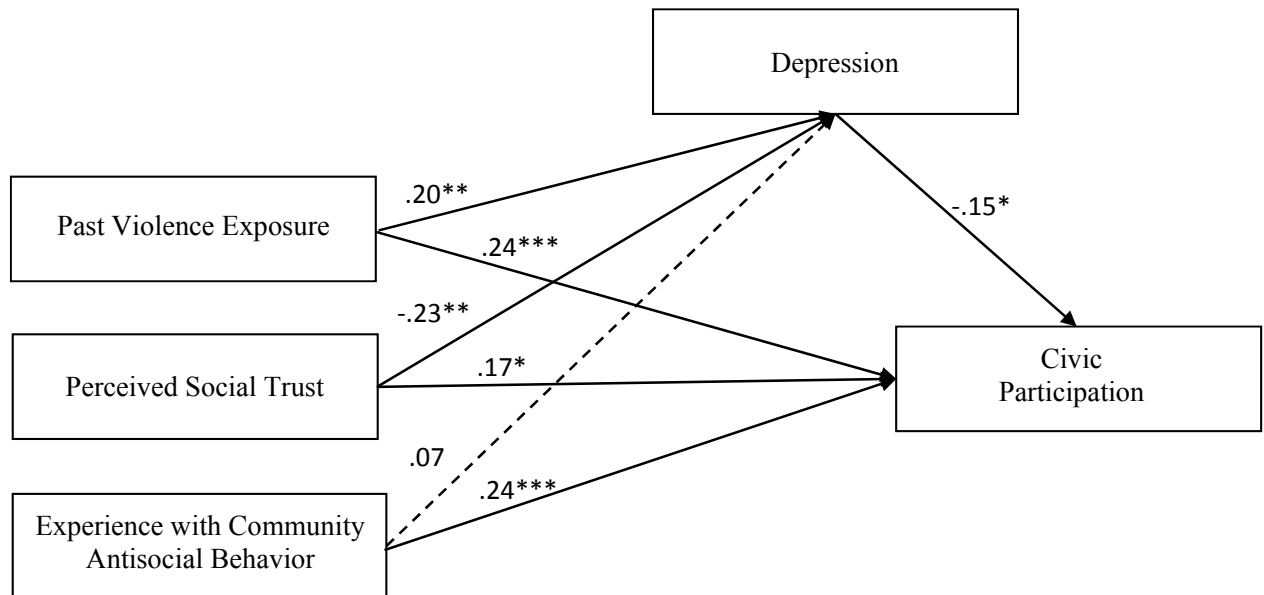 Depression
.20**
Past Violence Exposure
.24***
-.15*
-.23**
Perceived Social Trust
.17*
Civic
Participation
.07
.24***
Experience with Community
Antisocial Behavior